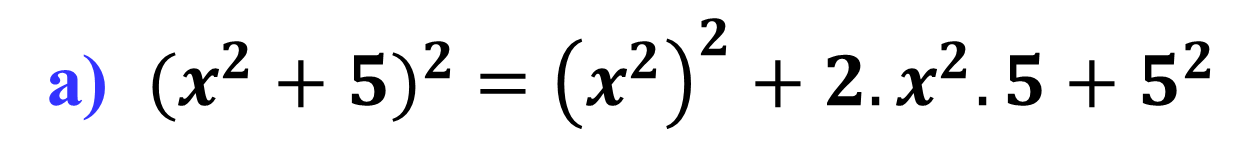 a) (x² + 5)² = (x²)² + 2. x². 5 + 5²